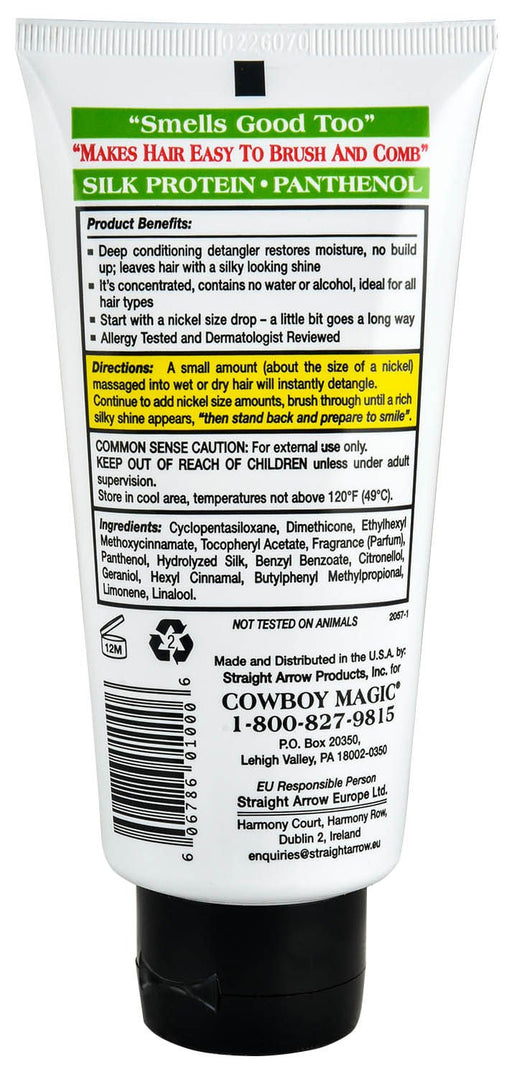 0226070
"Smells Good Too"
"MAKES HAIR EASY TO BRUSH AND COMB"
SILK PROTEIN • PANTHENOL
Product Benefits:
▪ Deep conditioning detangler restores moisture, no build
up; leaves hair with a silky looking shine
▪ It's concentrated, contains no water or alcohol, ideal for all
hair types
▪ Start with a nickel size drop – a little bit goes a long way
▪ Allergy Tested and Dermatologist Reviewed
Directions: A small amount (about the size of a nickel)
massaged into wet or dry hair will instantly detangle.
Continue to add nickel size amounts, brush through until a rich
silky shine appears, "then stand back and prepare to smile".
COMMON SENSE CAUTION: For external use only.
KEEP OUT OF REACH OF CHILDREN unless under adult
supervision.
Store in cool area, temperatures not above 120°F (49°C).
Ingredients: Cyclopentasiloxane, Dimethicone, Ethylhexyl
Methoxycinnamate, Tocopheryl Acetate, Fragrance (Parfum),
Panthenol, Hydrolyzed Silk, Benzyl Benzoate, Citronellol,
Geraniol, Hexyl Cinnamal, Butylphenyl Methylpropional,
Limonene, Linalool.
NOT TESTED ON ANIMALS
2057-1
12M
2
Made and Distributed in the U.S.A. by:
Straight Arrow Products, Inc. for
COWBOY MAGIC®
1-800-827-9815
P.O. Box 20350,
Lehigh Valley, PA 18002-0350
EU Responsible Person
Straight Arrow Europe Ltd.
Harmony Court, Harmony Row,
Dublin 2, Ireland
enquiries@straightarrow.eu
6 06786 01000 6